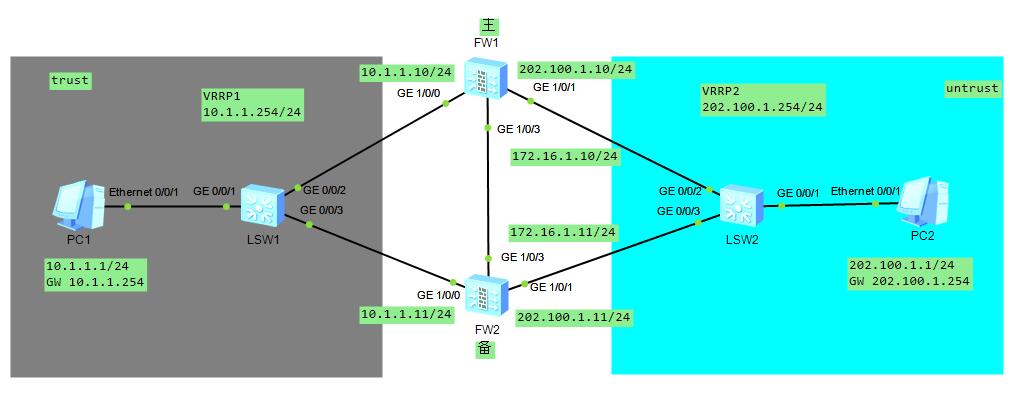 主
FW1
10.1.1.10/24
202.100.1.10/24
trust
GE 1/0/0
GE 1/0/1
VRRP1
10.1.1.254/24
VRRP2
202.100.1.254/24
untrust
GE 1/0/3
172.16.1.10/24
Ethernet 0/0/1
GE 0/0/1
GE 0/0/2
GE 0/0/3
GE 0/0/2
GE 0/0/3
GE 0/0/1
Ethernet 0/0/1
PC1
LSW1
172.16.1.11/24
LSW2
PC2
10.1.1.1/24
GW 10.1.1.254
GE 1/0/3
202.100.1.1/24
GW 202.100.1.254
GE 1/0/0
GE 1/0/1
10.1.1.11/24
202.100.1.11/24
FW2
备